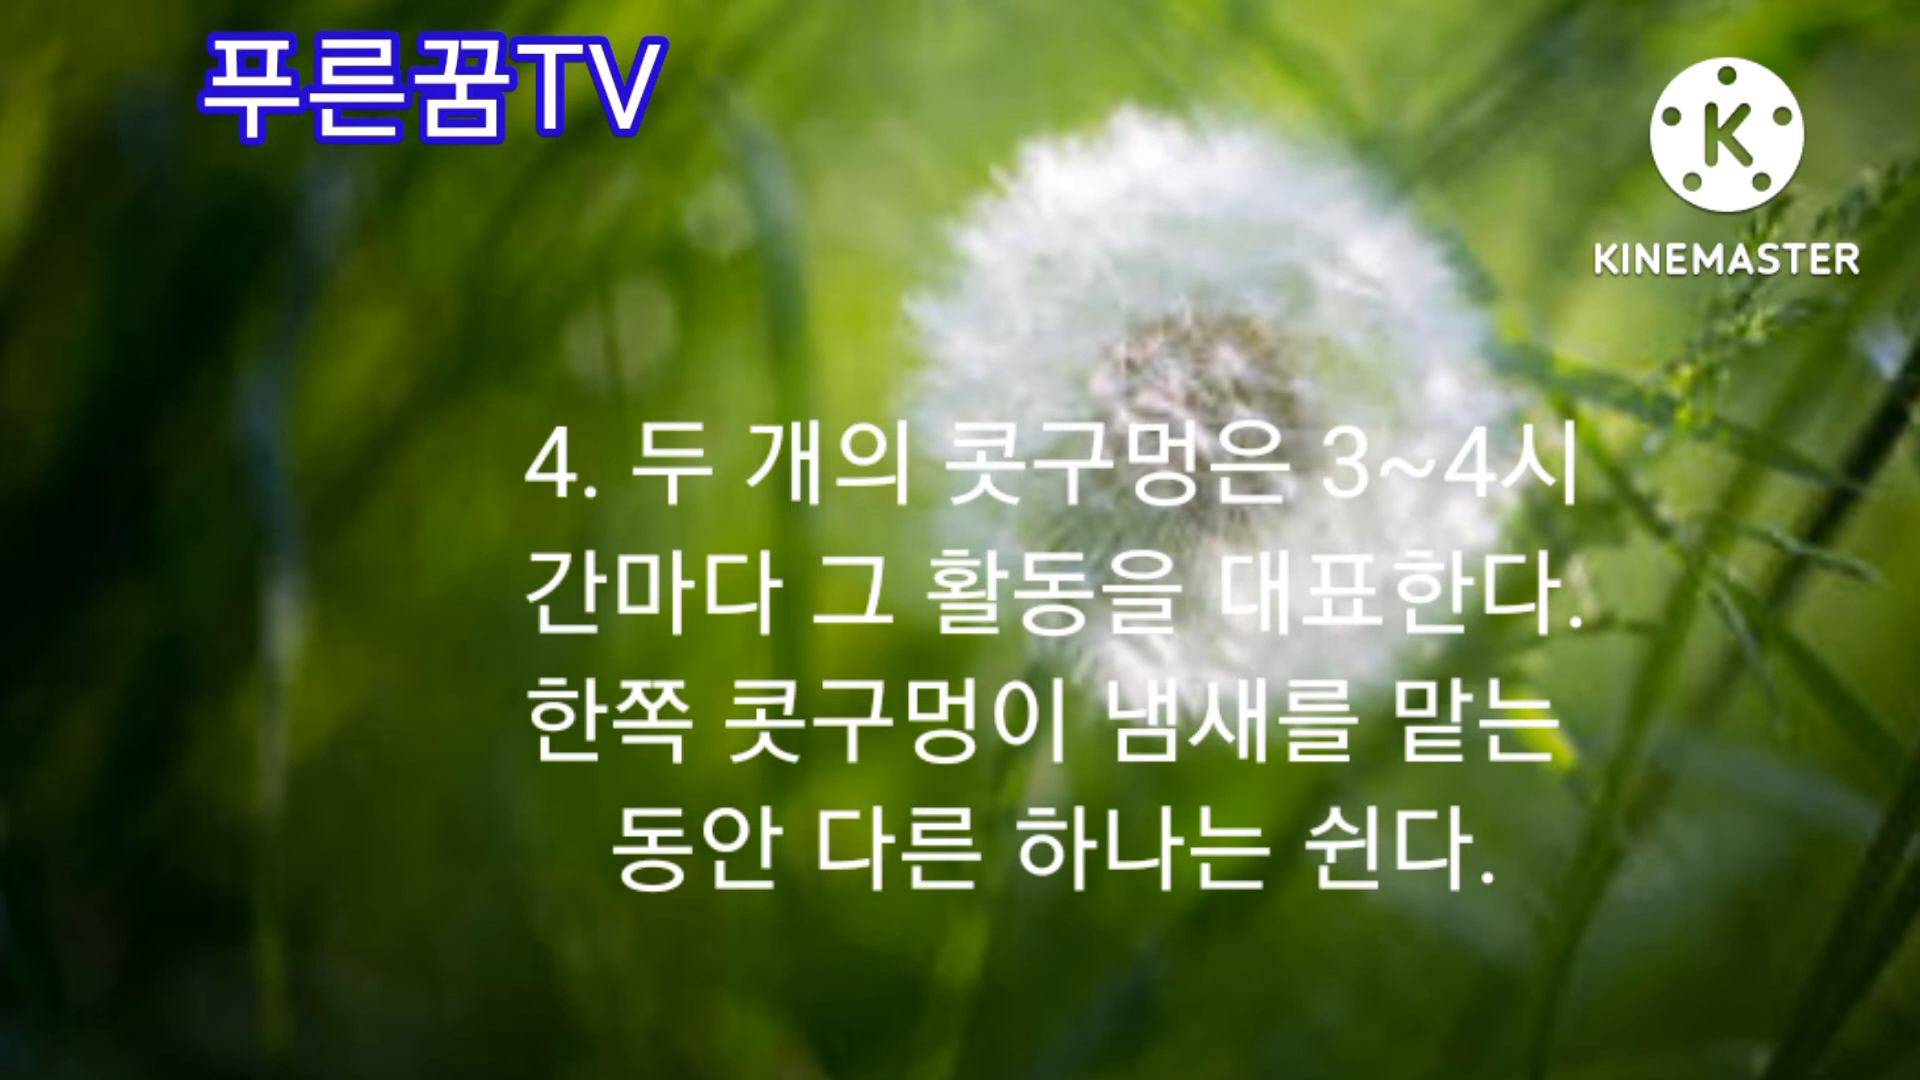 푸른꿈TV
KINEMASTER
4. 두 개의 콧구멍은 3~4시
간마다 그 활동을 대표한다.
한쪽 콧구멍이 냄새를 맡는
동안 다른 하나는 쉰다.